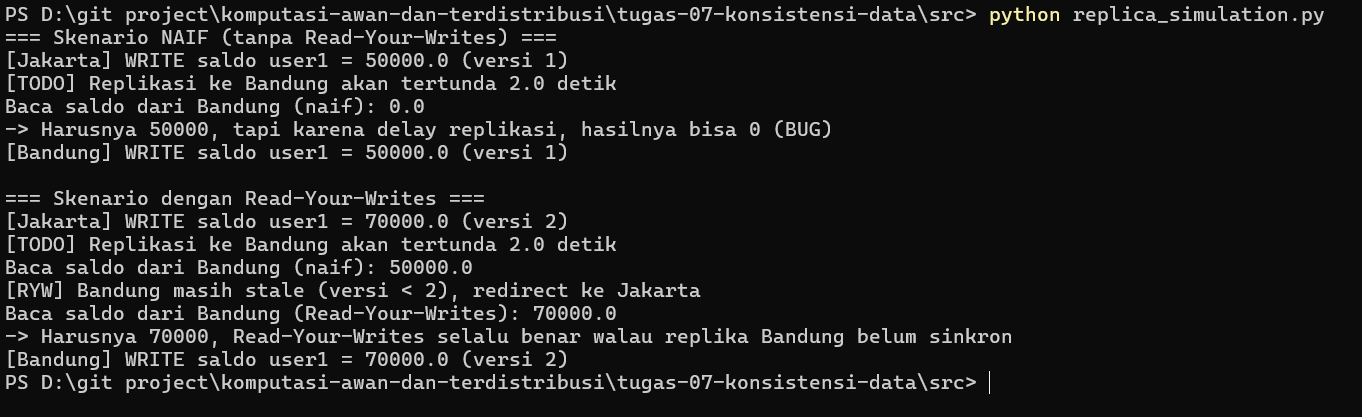 PS D:\git project\komputasi-awan-dan-terdistribusi\tugas-07-konsistensi-data\src> python replica_simulation.py
=== Skenario NAIF (tanpa Read-Your-Writes) ===
[Jakarta] WRITE saldo user1 = 50000.0 (versi 1)
[TODO] Replikasi ke Bandung akan tertunda 2.0 detik
Baca saldo dari Bandung (naif): 0.0
-> Harusnya 50000, tapi karena delay replikasi, hasilnya bisa 0 (BUG)
[Bandung] WRITE saldo user1 = 50000.0 (versi 1)
=== Skenario dengan Read-Your-Writes ===
[Jakarta] WRITE saldo user1 = 70000.0 (versi 2)
[TODO] Replikasi ke Bandung akan tertunda 2.0 detik
Baca saldo dari Bandung (naif): 50000.0
[RYW] Bandung masih stale (versi < 2), redirect ke Jakarta
Baca saldo dari Bandung (Read-Your-Writes): 70000.0
-> Harusnya 70000, Read-Your-Writes selalu benar walau replika Bandung belum sinkron
[Bandung] WRITE saldo user1 = 70000.0 (versi 2)
PS D:\git project\komputasi-awan-dan-terdistribusi\tugas-07-konsistensi-data\src>